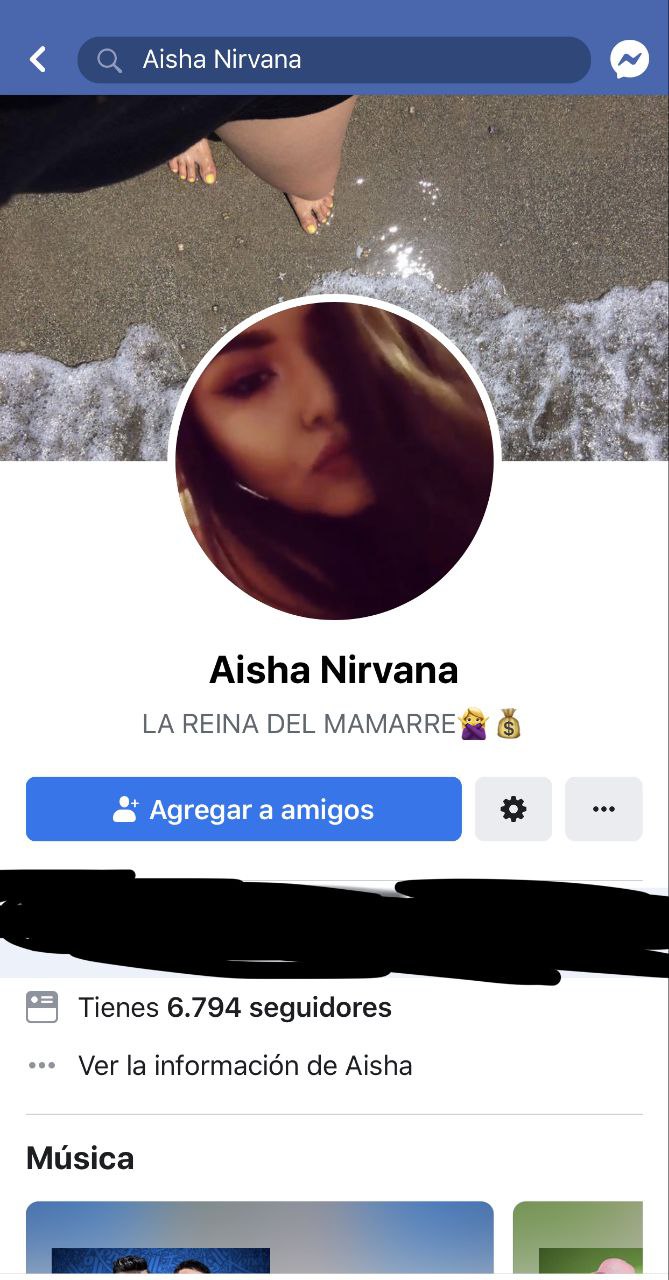 Aisha Nirvana
Aisha Nirvana
LA REINA DEL MAMARRE🙅‍♀️💰
Agregar a amigos
Tienes 6.794 seguidores
Ver la información de Aisha
Música